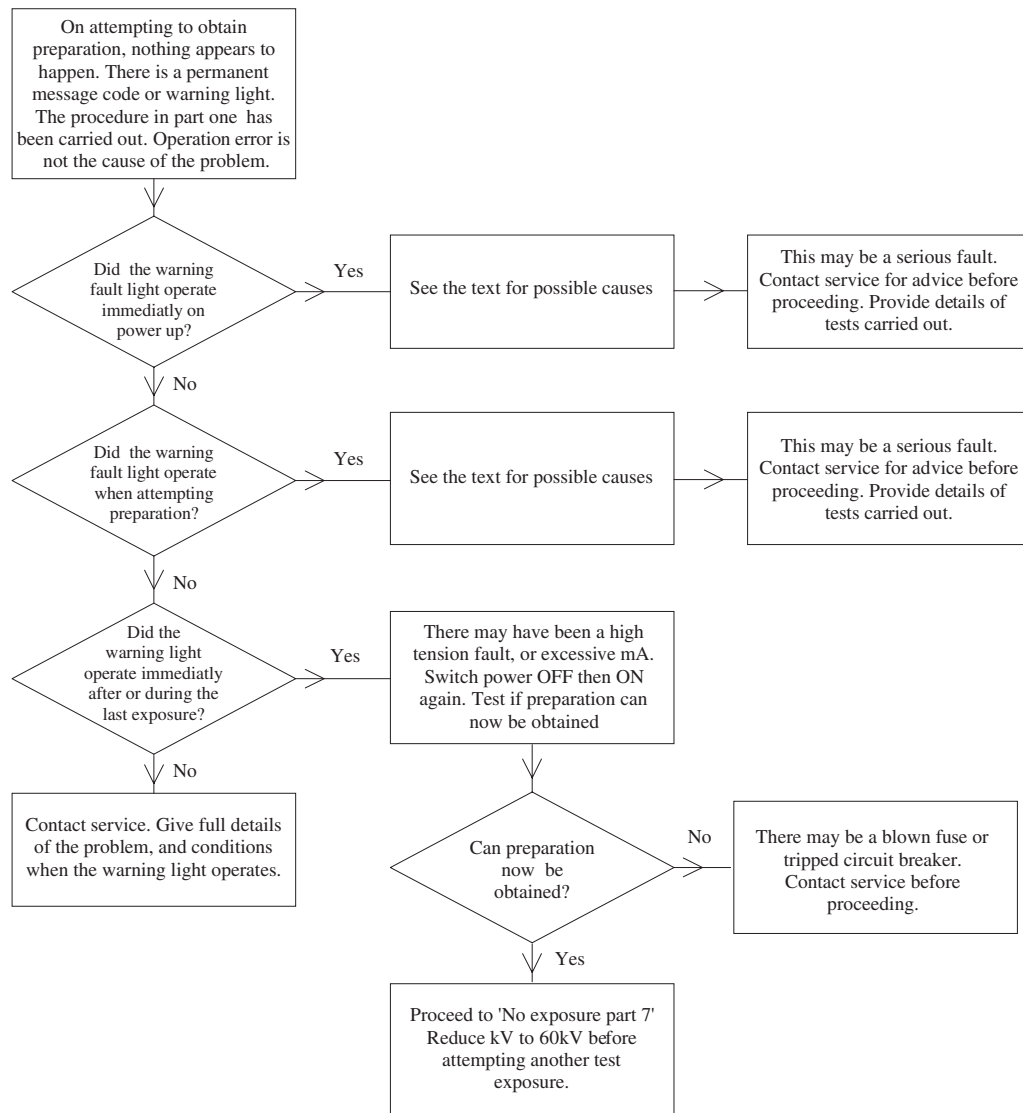 On attempting to obtain
preparation, nothing appears to
happen. There is a permanent
message code or warning light.
The procedure in part one has
been carried out. Operation error is
not the cause of the problem.
Did the warning
fault light operate
immediatly on
power up?
Yes
See the text for possible causes
This may be a serious fault.
Contact service for advice before
proceeding. Provide details of
tests carried out.
No
Did the warning
fault light operate
when attempting
preparation?
Yes
See the text for possible causes
This may be a serious fault.
Contact service for advice before
proceeding. Provide details of
tests carried out.
No
Did the
warning light
operate immediatly
after or during the
last exposure?
Yes
There may have been a high
tension fault, or excessive mA.
Switch power OFF then ON
again. Test if preparation can
now be obtained
No
Contact service. Give full details
of the problem, and conditions
when the warning light operates.
Can preparation
now be
obtained?
No
There may be a blown fuse or
tripped circuit breaker.
Contact service before
proceeding.
Yes
Proceed to 'No exposure part 7'
Reduce kV to 60kV before
attempting another test
exposure.